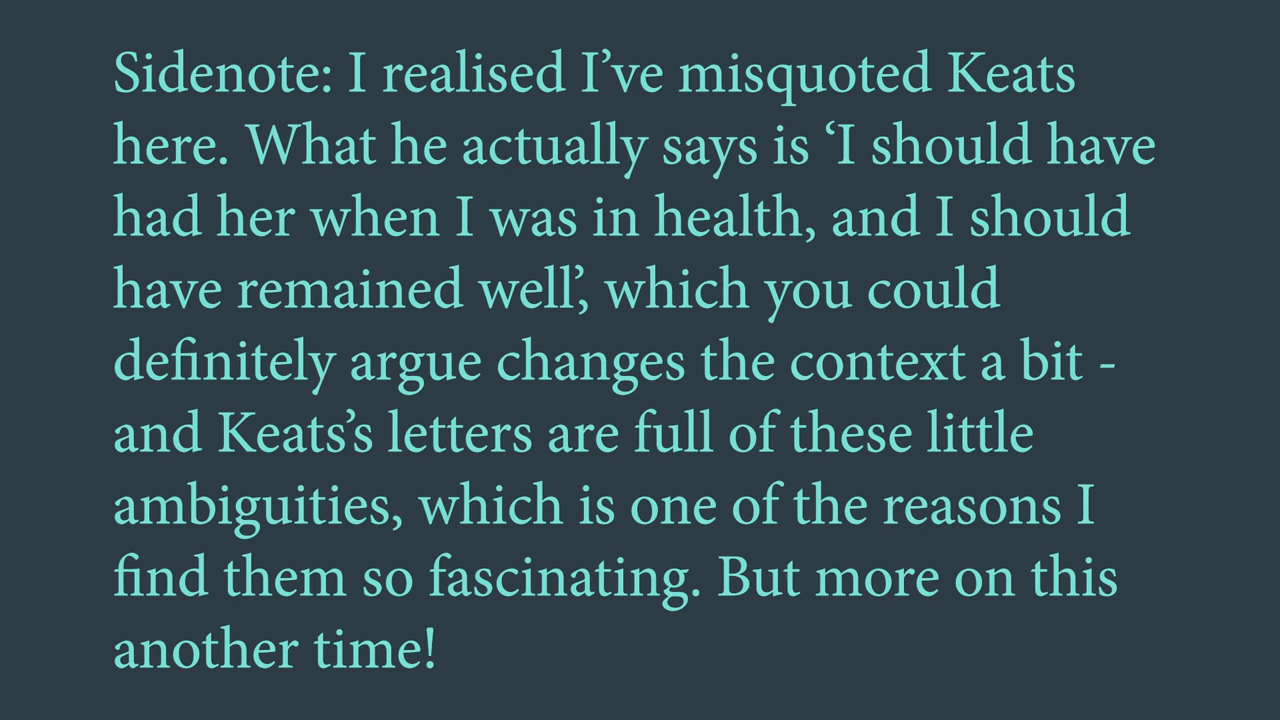 Sidenote: I realised I’ve misquoted Keats
here. What he actually says is ‘I should have
had her when I was in health, and I should
have remained well’, which you could
definitely argue changes the context a bit -
and Keats’s letters are full of these little
ambiguities, which is one of the reasons I
find them so fascinating. But more on this
another time!